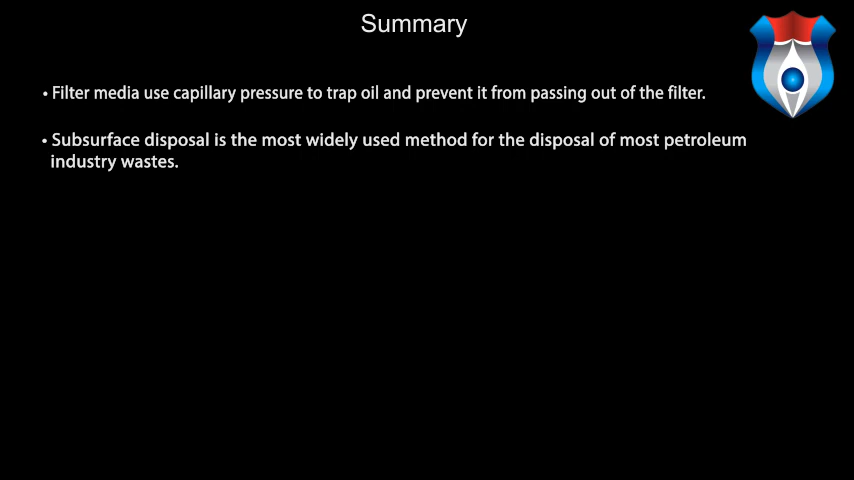 Summary
• Filter media use capillary pressure to trap oil and prevent it from passing out of the filter.
• Subsurface disposal is the most widely used method for the disposal of most petroleum
industry wastes.